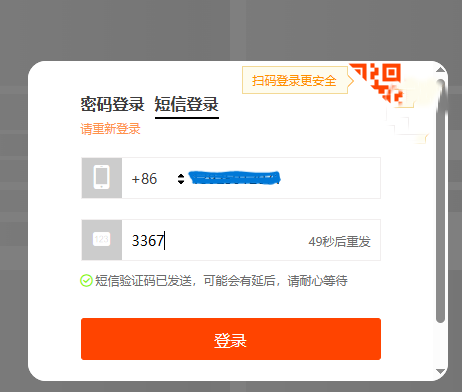 扫码登录更安全
密码登录 短信登录
请重新登录
+86
3367 49秒后重发
短信验证码已发送，可能会有延后，请耐心等待
登录